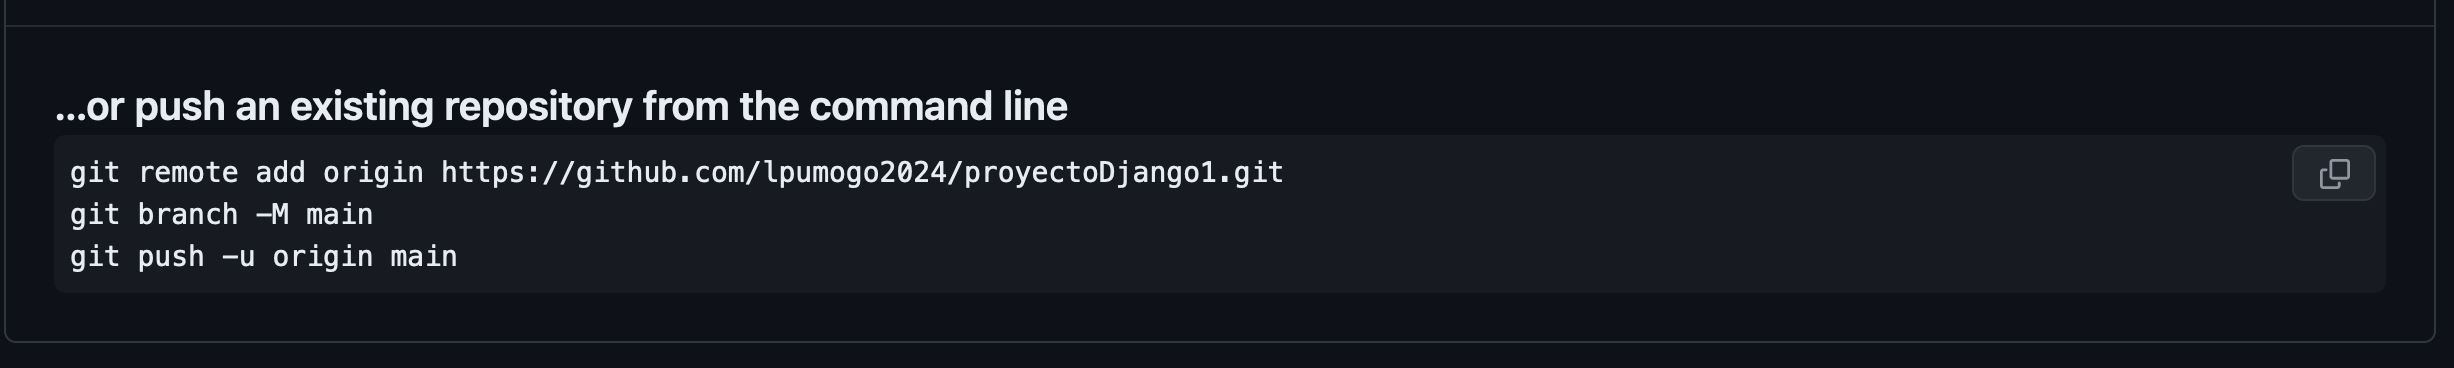 ...or push an existing repository from the command line
git remote add origin https://github.com/lpumogo2024/proyectoDjango1.git
git branch -M main
git push -u origin main